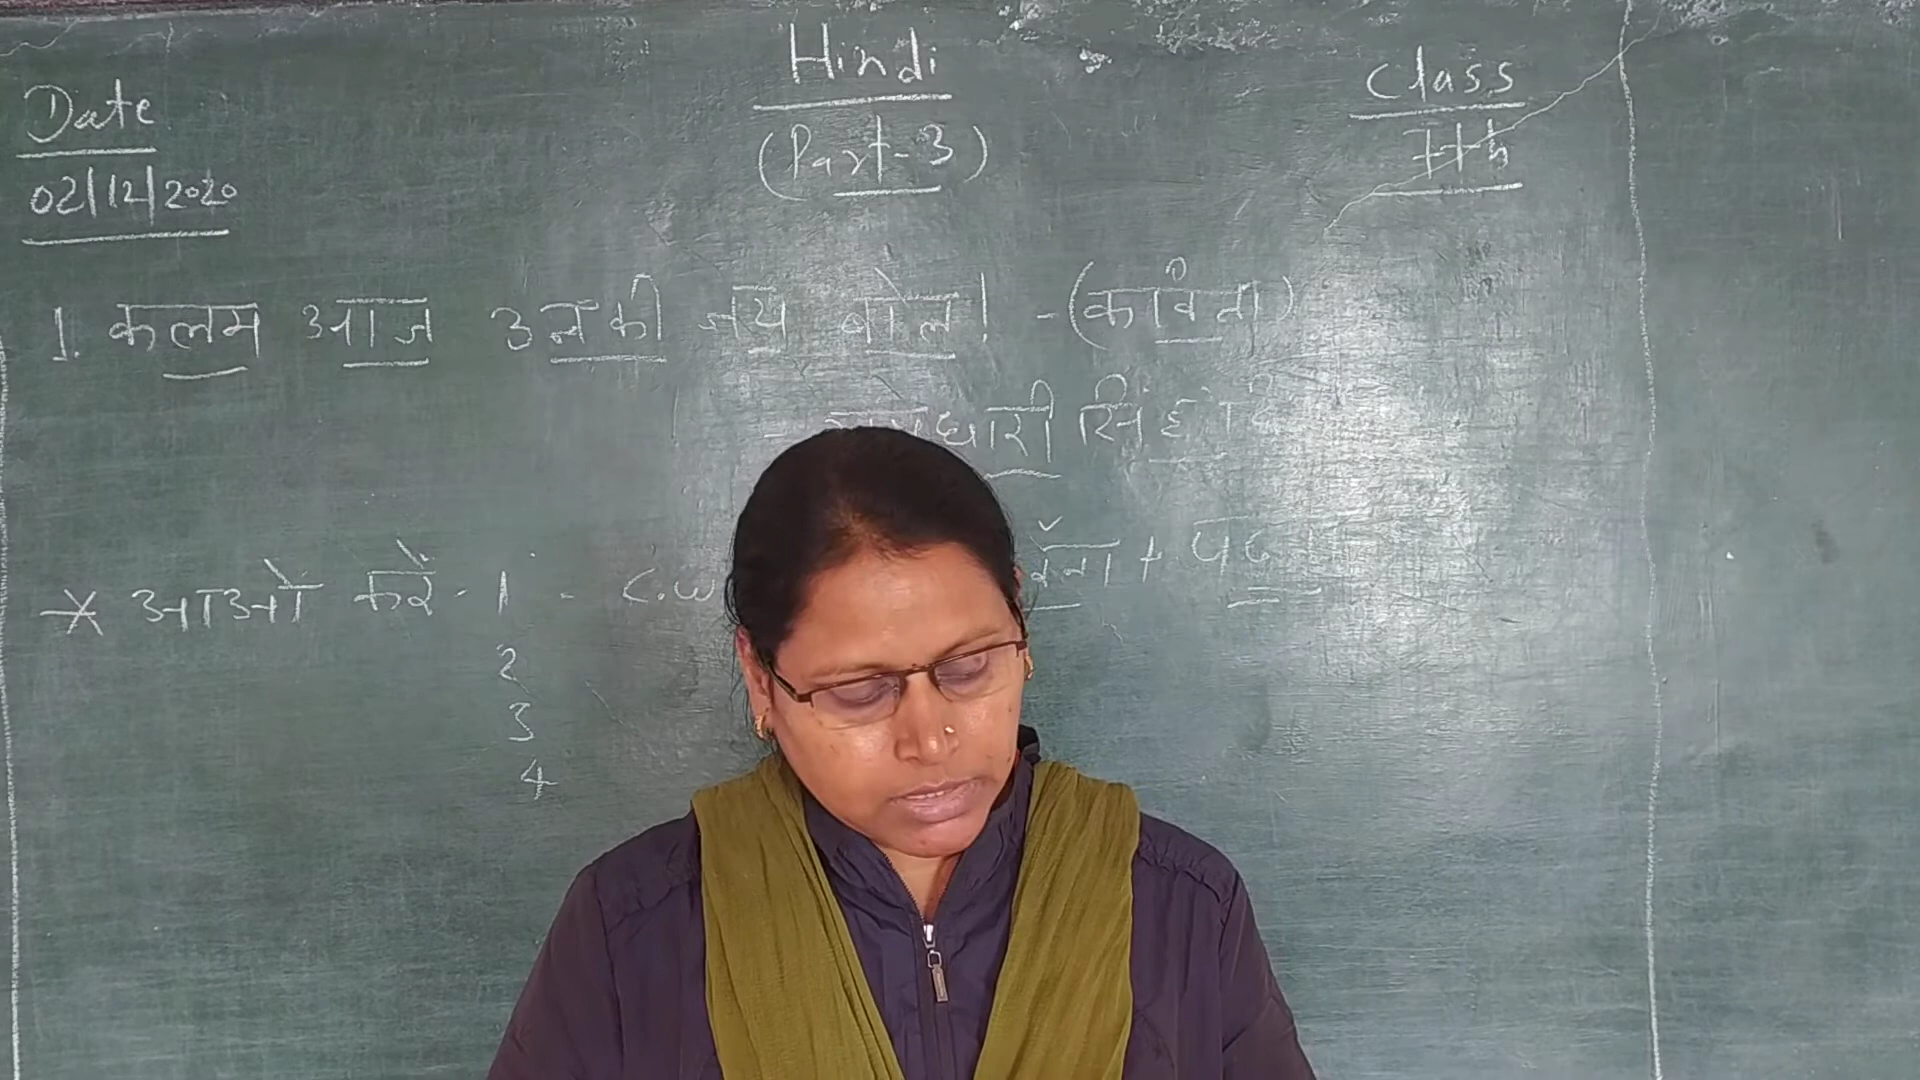 Date
02/12/2020
Hindi
(Part-3)
Class
7th
1. कलम आज उनकी जय बोल! - (कविता)
धारी सिंह
* आओ करें - 1 - C.W
2
3
4